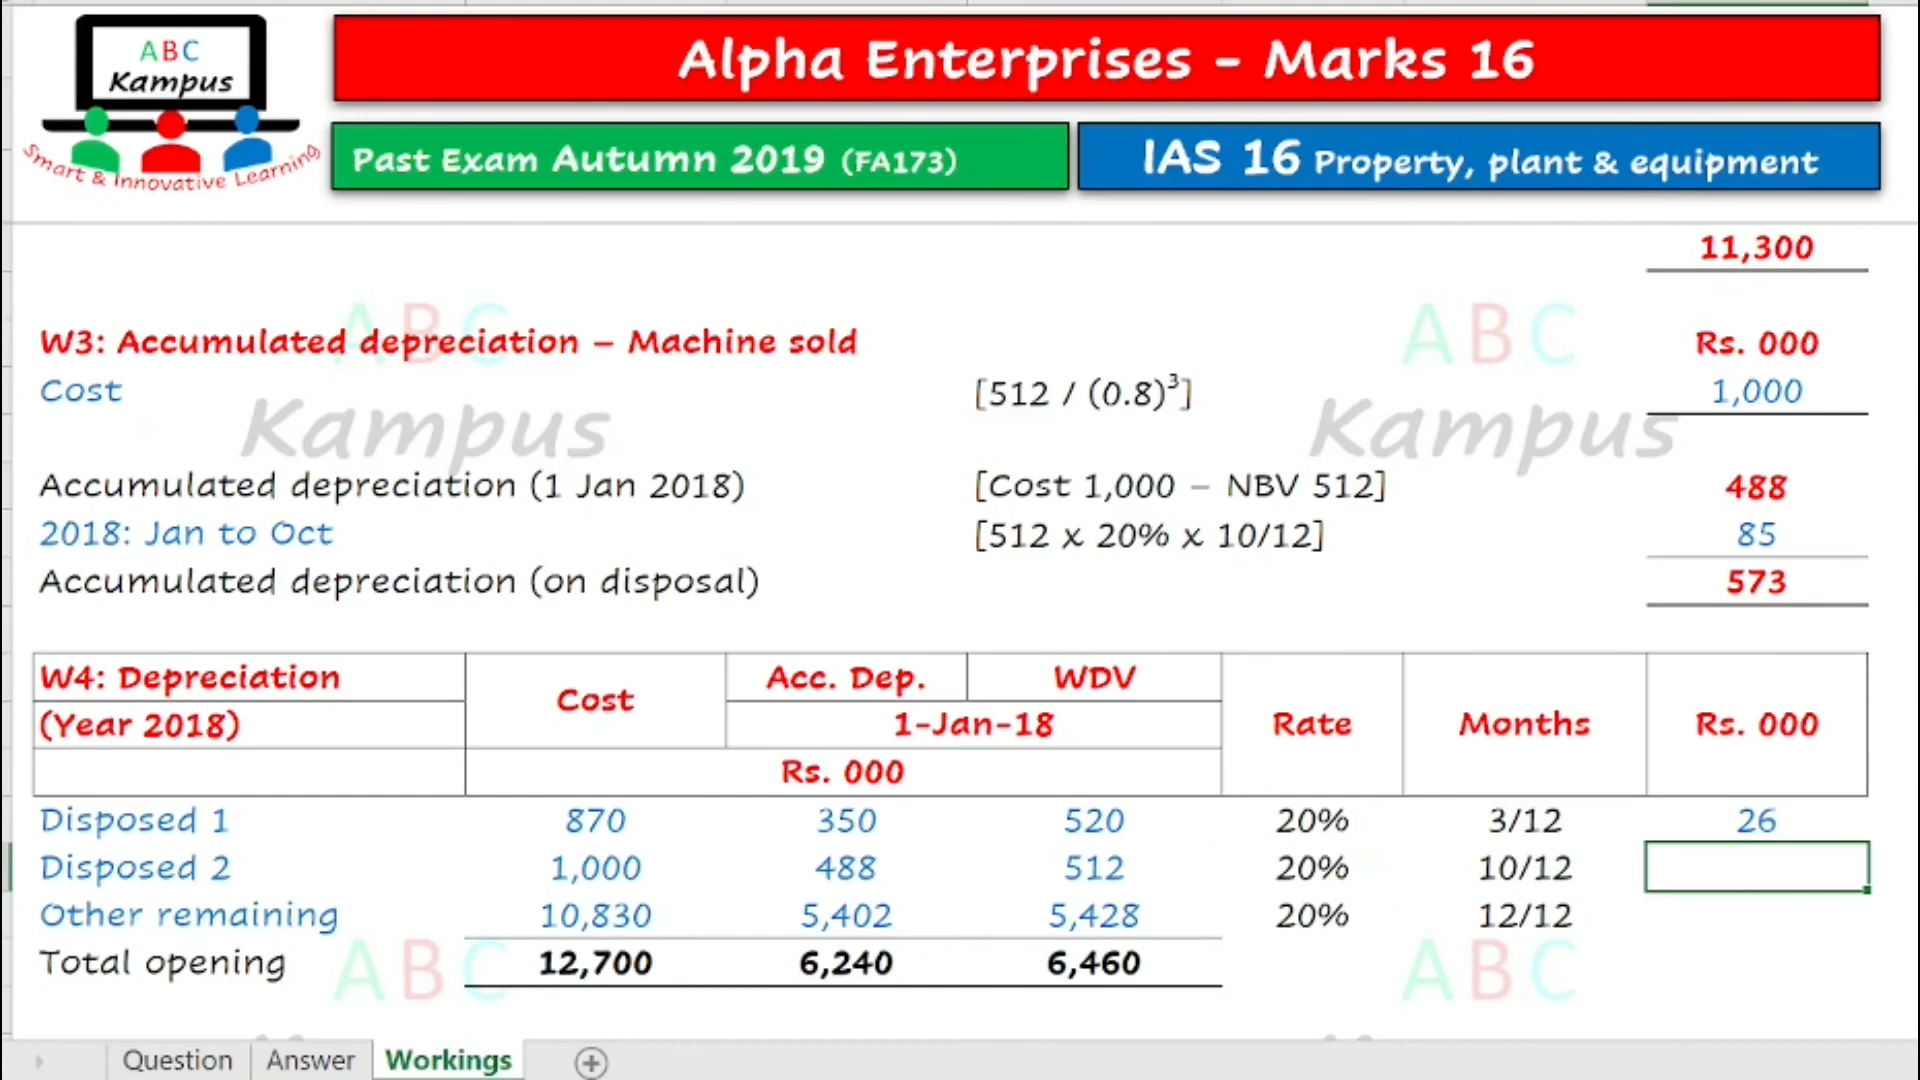 ABC
Kampus
Smart & Innovative Learning
Alpha Enterprises - Marks 16
Past Exam Autumn 2019 (FA173)
IAS 16 Property, plant & equipment
11,300
W3: Accumulated depreciation – Machine sold Rs. 000
Cost [512 / (0.8)³] 1,000
Accumulated depreciation (1 Jan 2018) [Cost 1,000 – NBV 512] 488
2018: Jan to Oct [512 x 20% x 10/12] 85
Accumulated depreciation (on disposal) 573
W4: Depreciation Cost Acc. Dep. WDV Rate Months Rs. 000
(Year 2018) 1-Jan-18
Rs. 000
Disposed 1 870 350 520 20% 3/12 26
Disposed 2 1,000 488 512 20% 10/12
Other remaining 10,830 5,402 5,428 20% 12/12
Total opening 12,700 6,240 6,460
ABC
Kampus
ABC
Kampus
ABC
ABC
Question Answer Workings